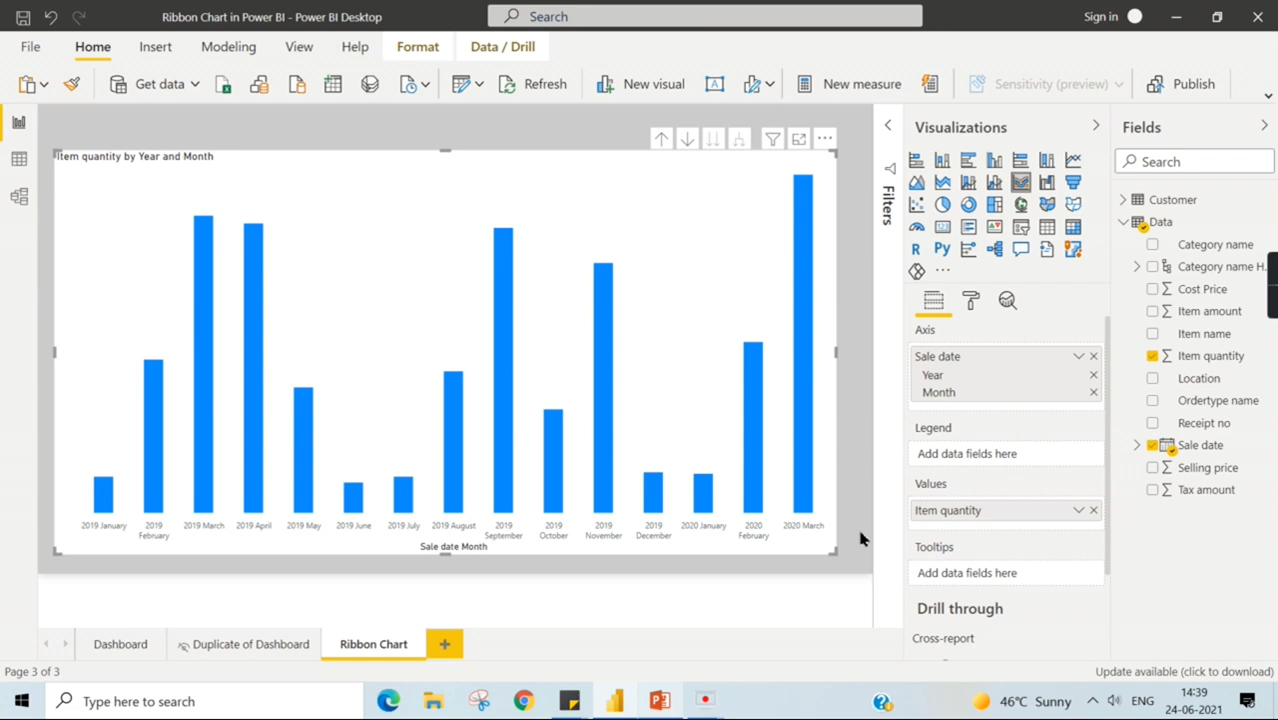 Ribbon Chart in Power BI - Power BI Desktop
Search
Sign in
File
Home
Insert
Modeling
View
Help
Format
Data / Drill
Get data
Refresh
New visual
New measure
Sensitivity (preview)
Publish
Item quantity by Year and Month
2019 January
2019
February
2019 March
2019 April
2019 May
2019 June
2019 July
2019 August
2019
September
2019
October
2019
November
2019
December
2020 January
2020
February
2020 March
Sale date Month
Filters
Visualizations
R
Py
Axis
Sale date
Year
Month
Legend
Add data fields here
Values
Item quantity
Tooltips
Add data fields here
Drill through
Cross-report
Fields
Search
Customer
Data
Category name
Category name H..
Cost Price
Item amount
Item name
Item quantity
Location
Ordertype name
Receipt no
Sale date
Selling price
Tax amount
Dashboard
Duplicate of Dashboard
Ribbon Chart
Page 3 of 3
Update available (click to download)
Type here to search
46°C Sunny
ENG
14:39
24-06-2021